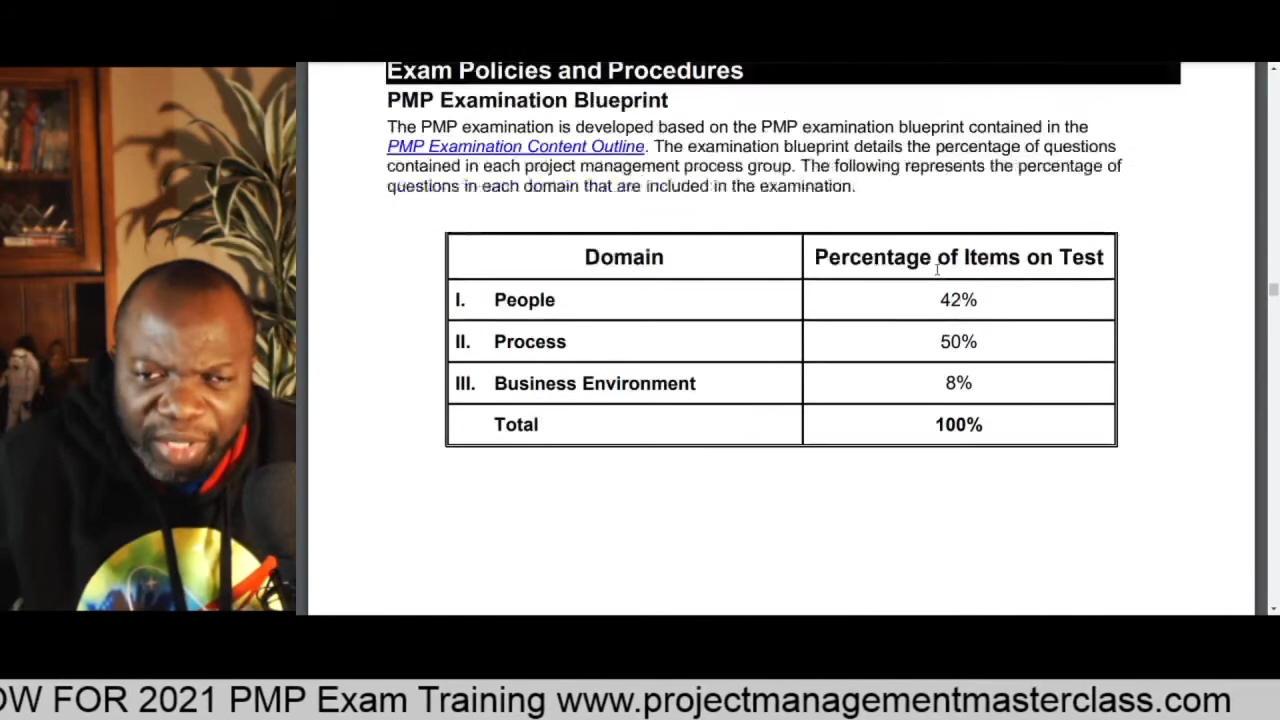 Exam Policies and Procedures
PMP Examination Blueprint
The PMP examination is developed based on the PMP examination blueprint contained in the
PMP Examination Content Outline. The examination blueprint details the percentage of questions
contained in each project management process group. The following represents the percentage of
questions in each domain that are included in the examination.
Domain Percentage of Items on Test
I. People 42%
II. Process 50%
III. Business Environment 8%
Total 100%
OW FOR 2021 PMP Exam Training www.projectmanagementmasterclass.com